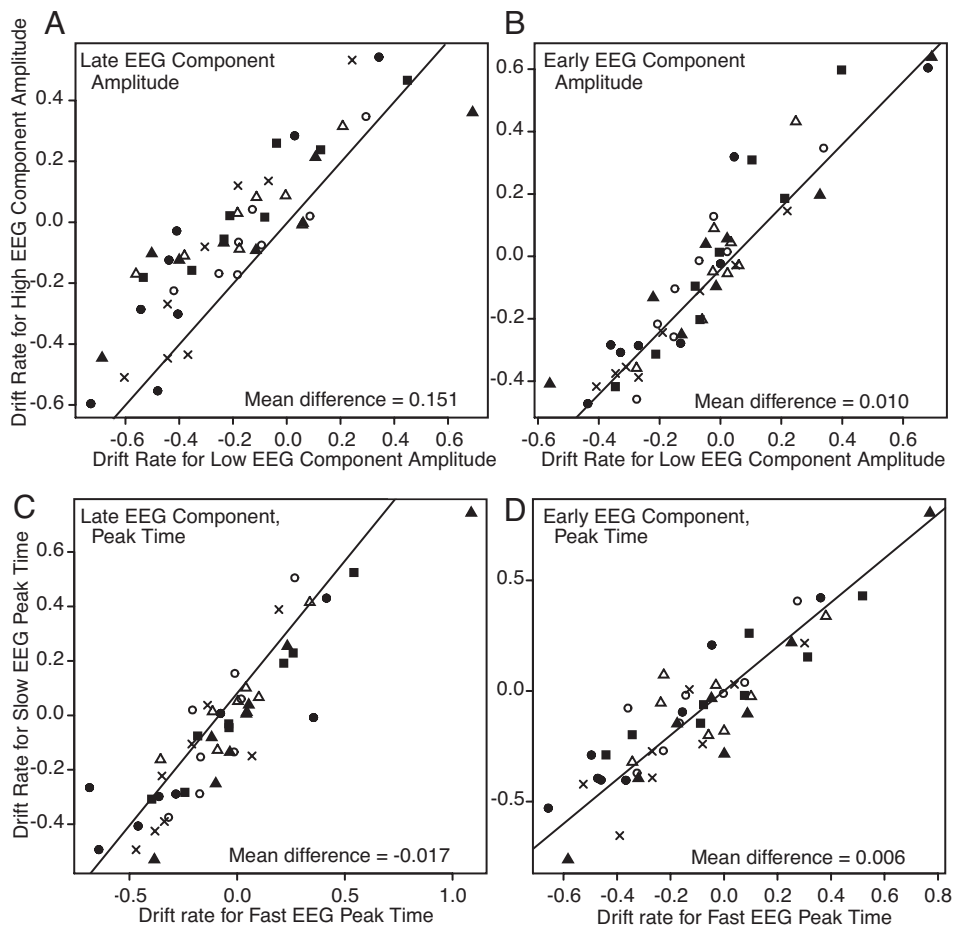 A
B
Late EEG Component
Amplitude
Early EEG Component
Amplitude
Drift Rate for High EEG Component Amplitude
0.4
0.2
0.0
-0.2
-0.4
-0.6
0.6
0.4
0.2
0.0
-0.2
-0.4
Mean difference = 0.151
Mean difference = 0.010
-0.6 -0.4 -0.2 0.0 0.2 0.4 0.6
-0.6 -0.4 -0.2 0.0 0.2 0.4 0.6
Drift Rate for Low EEG Component Amplitude
Drift Rate for Low EEG Component Amplitude
C
D
Late EEG Component,
Peak Time
Early EEG Component,
Peak Time
Drift Rate for Slow EEG Peak Time
0.6
0.4
0.2
0.0
-0.2
-0.4
0.5
0.0
-0.5
Mean difference = -0.017
Mean difference = 0.006
-0.5 0.0 0.5 1.0
-0.6 -0.4 -0.2 0.0 0.2 0.4 0.6 0.8
Drift rate for Fast EEG Peak Time
Drift rate for Fast EEG Peak Time